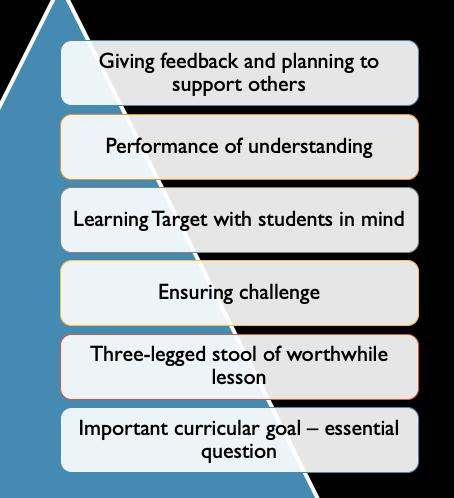 Giving feedback and planning to
support others
Performance of understanding
Learning Target with students in mind
Ensuring challenge
Three-legged stool of worthwhile
lesson
Important curricular goal – essential
question